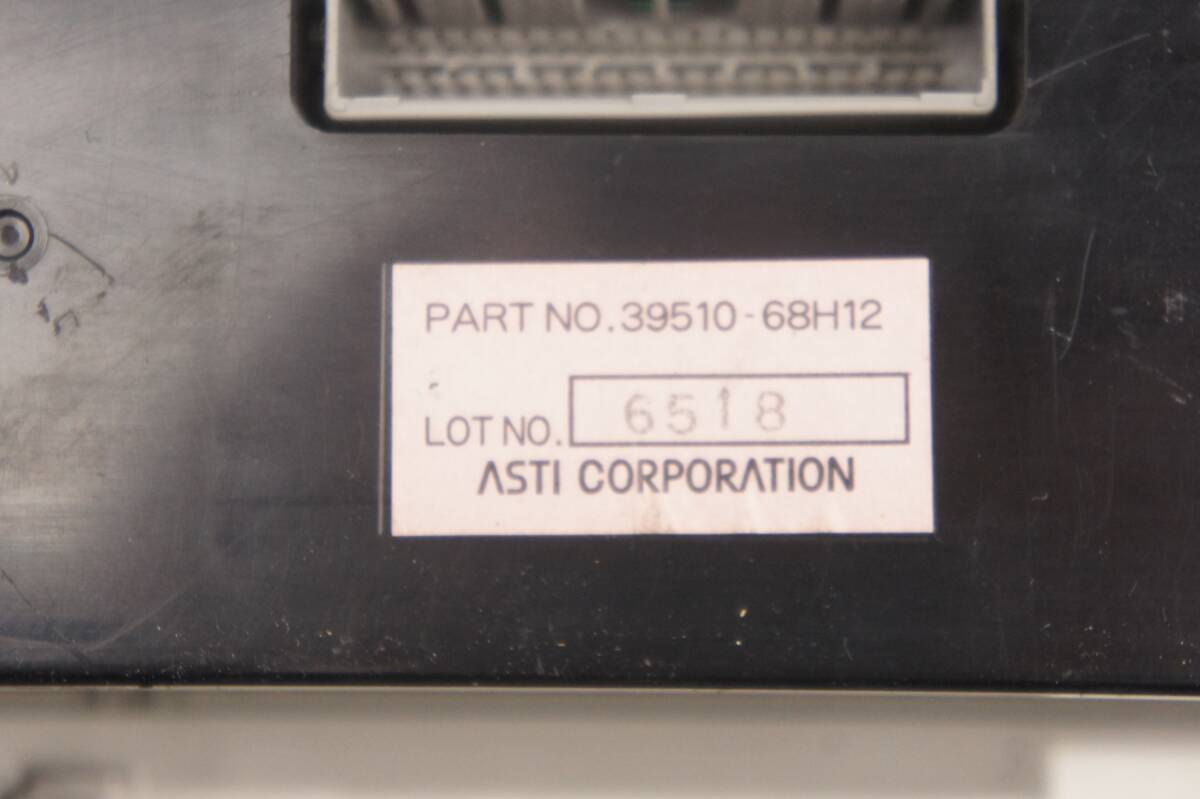 PART NO. 39510-68H12
LOT NO. 6518
ASTI CORPORATION